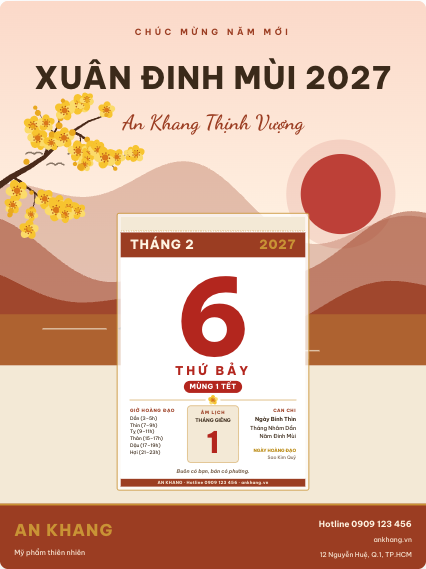 CHÚC MỪNG NĂM MỚI
XUÂN ĐINH MÙI 2027
An Khang Thịnh Vượng
THÁNG 2 2027
6
THỨ BẢY
MÙNG 1 TẾT
GIỜ HOÀNG ĐẠO
Dần (3–5h)
Thìn (7–9h)
Tỵ (9–11h)
Thân (15–17h)
Dậu (17–19h)
Hợi (21–23h)
ÂM LỊCH
THÁNG GIÊNG
1
CAN CHI
Ngày Bính Thìn
Tháng Nhâm Dần
Năm Đinh Mùi
NGÀY HOÀNG ĐẠO
Sao Kim Quỹ
Buôn có bạn, bán có phường.
AN KHANG · Hotline 0909 123 456 · ankhang.vn
AN KHANG
Mỹ phẩm thiên nhiên
Hotline 0909 123 456
ankhang.vn
12 Nguyễn Huệ, Q.1, TP.HCM